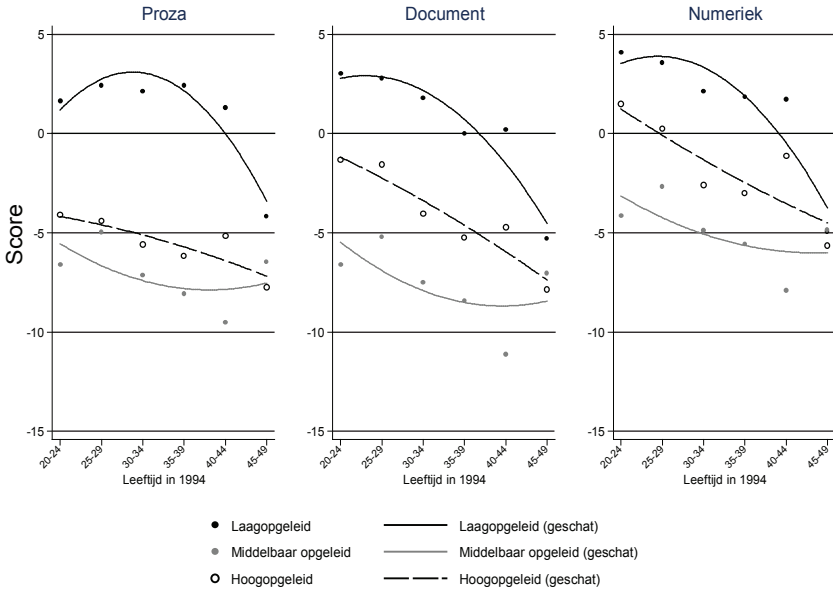 Proza
Document
Numeriek
Score
5
0
-5
-10
-15
20-24
25-29
30-34
35-39
40-44
45-49
Leeftijd in 1994
5
0
-5
-10
-15
20-24
25-29
30-34
35-39
40-44
45-49
Leeftijd in 1994
5
0
-5
-10
-15
20-24
25-29
30-34
35-39
40-44
45-49
Leeftijd in 1994
Laagopgeleid
Laagopgeleid (geschat)
Middelbaar opgeleid
Middelbaar opgeleid (geschat)
Hoogopgeleid
Hoogopgeleid (geschat)